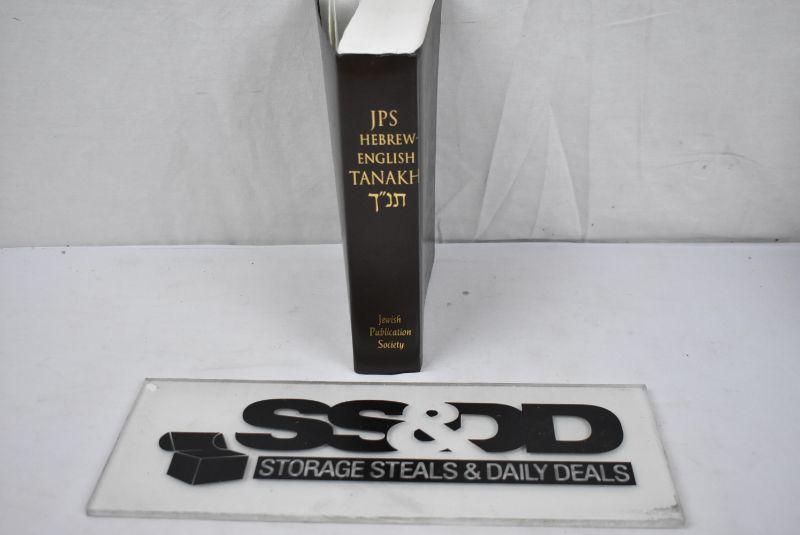 JPS
HEBREW-
ENGLISH
TANAKH
תנ״ך
Jewish
Publication
Society
SS&DD
STORAGE STEALS & DAILY DEALS